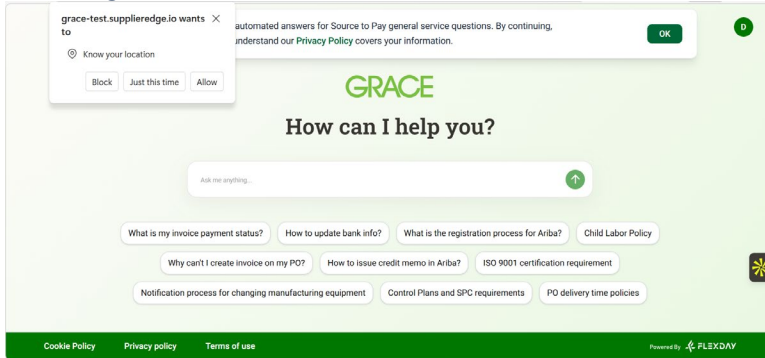 grace-test.supplieredge.io wants
to
Know your location
Block Just this time Allow
automated answers for Source to Pay general service questions. By continuing,
understand our Privacy Policy covers your information.
OK
D
GRACE
How can I help you?
Ask me anything...
What is my invoice payment status? How to update bank info? What is the registration process for Ariba? Child Labor Policy
Why can't I create invoice on my PO? How to issue credit memo in Ariba? ISO 9001 certification requirement
Notification process for changing manufacturing equipment Control Plans and SPC requirements PO delivery time policies
Cookie Policy Privacy policy Terms of use
Powered By FLEXDAY